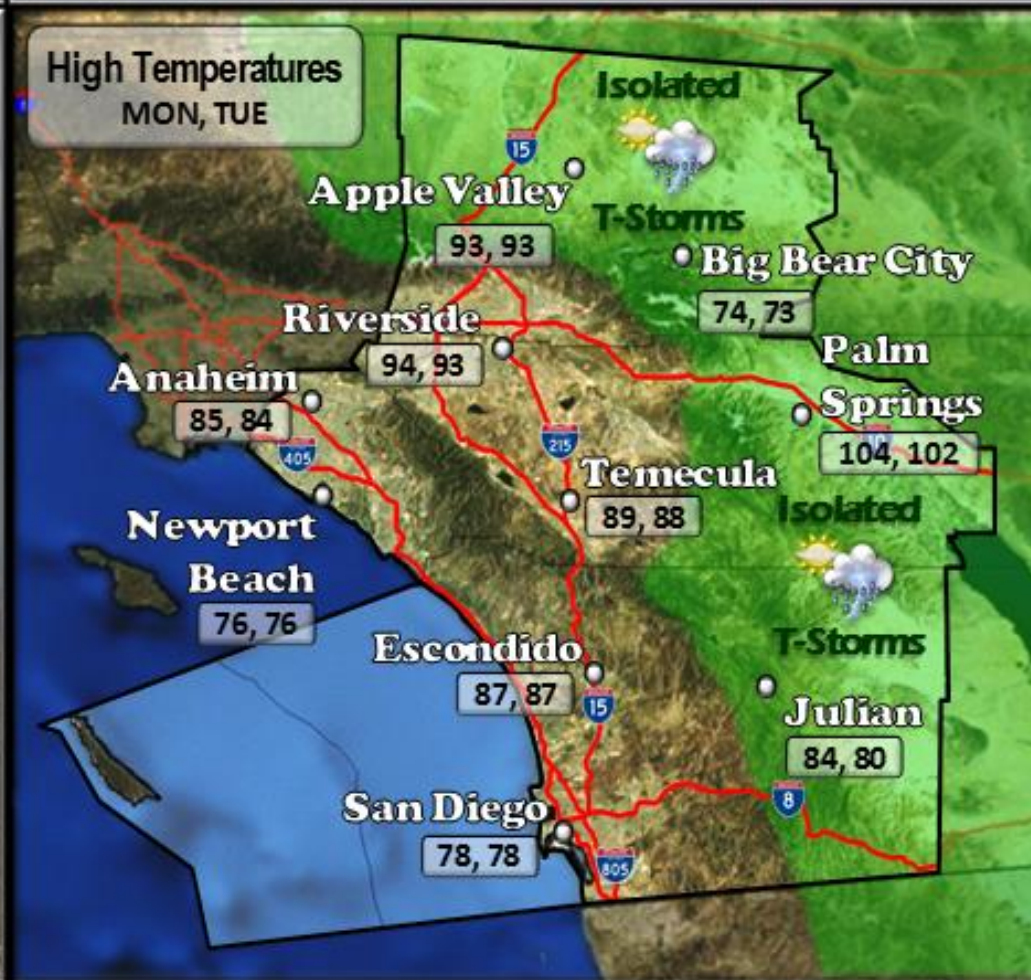 High Temperatures
MON, TUE
Isolated
15
Apple Valley
T-Storms
93, 93
Big Bear City
74, 73
Riverside
94, 93
Palm
Springs
104, 102
10
Anaheim
85, 84
405
215
Temecula
89, 88
Isolated
T-Storms
Newport
Beach
76, 76
Escondido
87, 87
15
Julian
84, 80
8
San Diego
78, 78
805